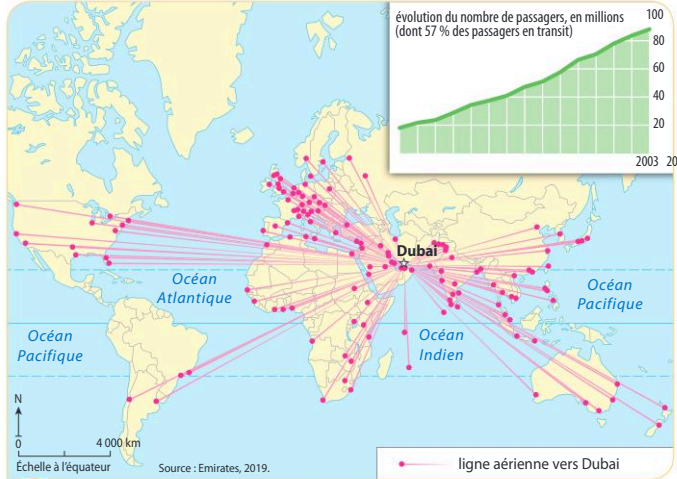 évolution du nombre de passagers, en millions
(dont 57 % des passagers en transit)
100
80
60
40
20
2003 20
Dubai
Océan
Atlantique
Océan
Pacifique
Océan
Pacifique
Océan
Indien
N
0
4 000 km
Échelle à l'équateur
Source : Emirates, 2019.
ligne aérienne vers Dubai